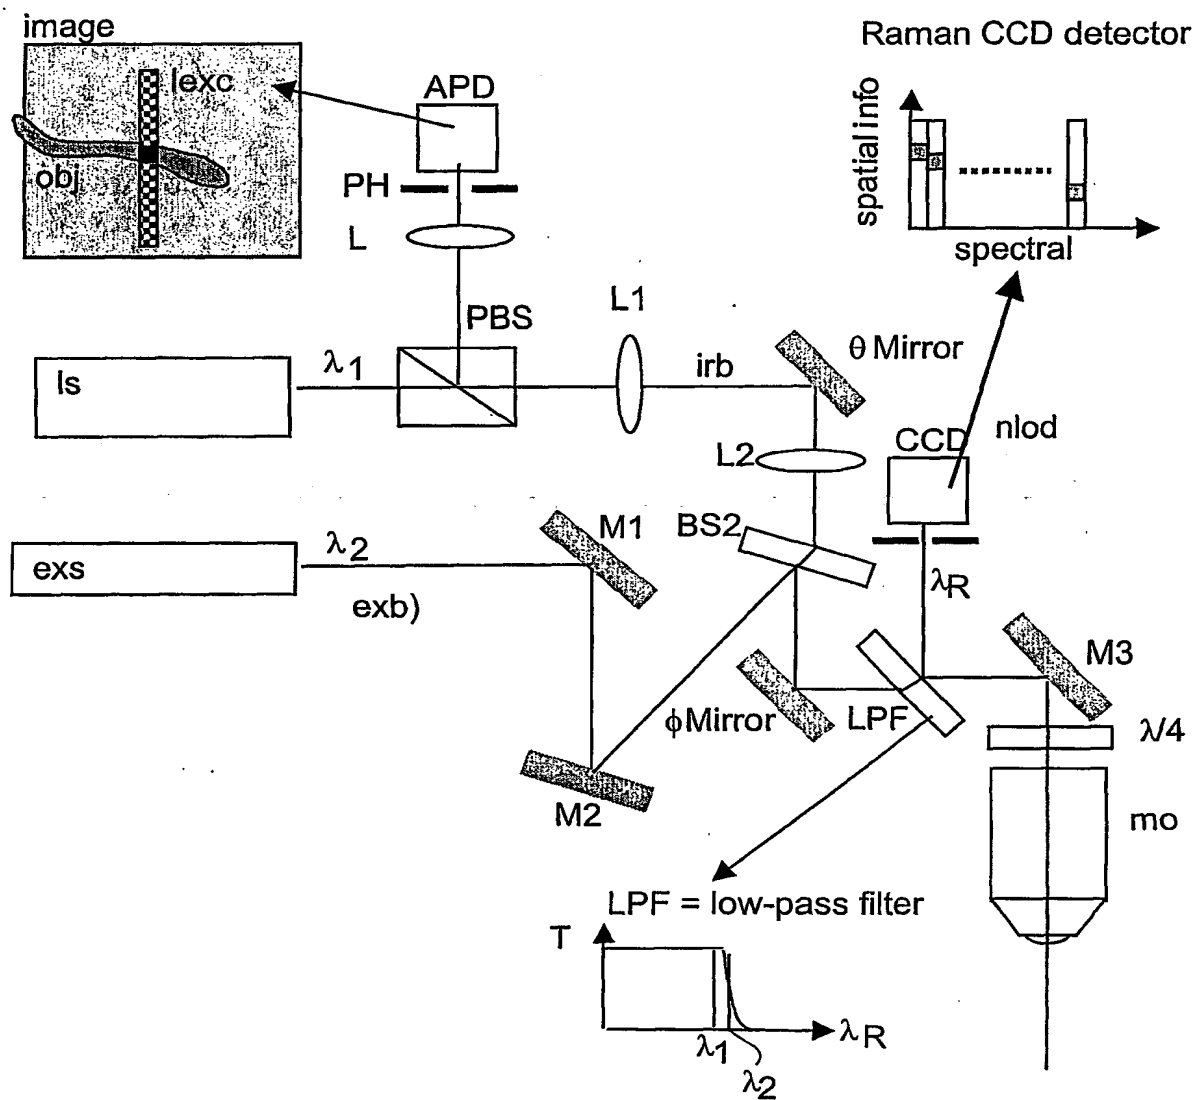 image
Raman CCD detector
lexc
APD
obj
PH
L
spatial info
spectral
PBS
L1
λ1
ls
irb
θ Mirror
L2
CCD
nlod
BS2
M1
λ2
exs
exb)
λR
M3
ϕ Mirror
LPF
λ/4
M2
mo
LPF = low-pass filter
T
λR
λ1
λ2